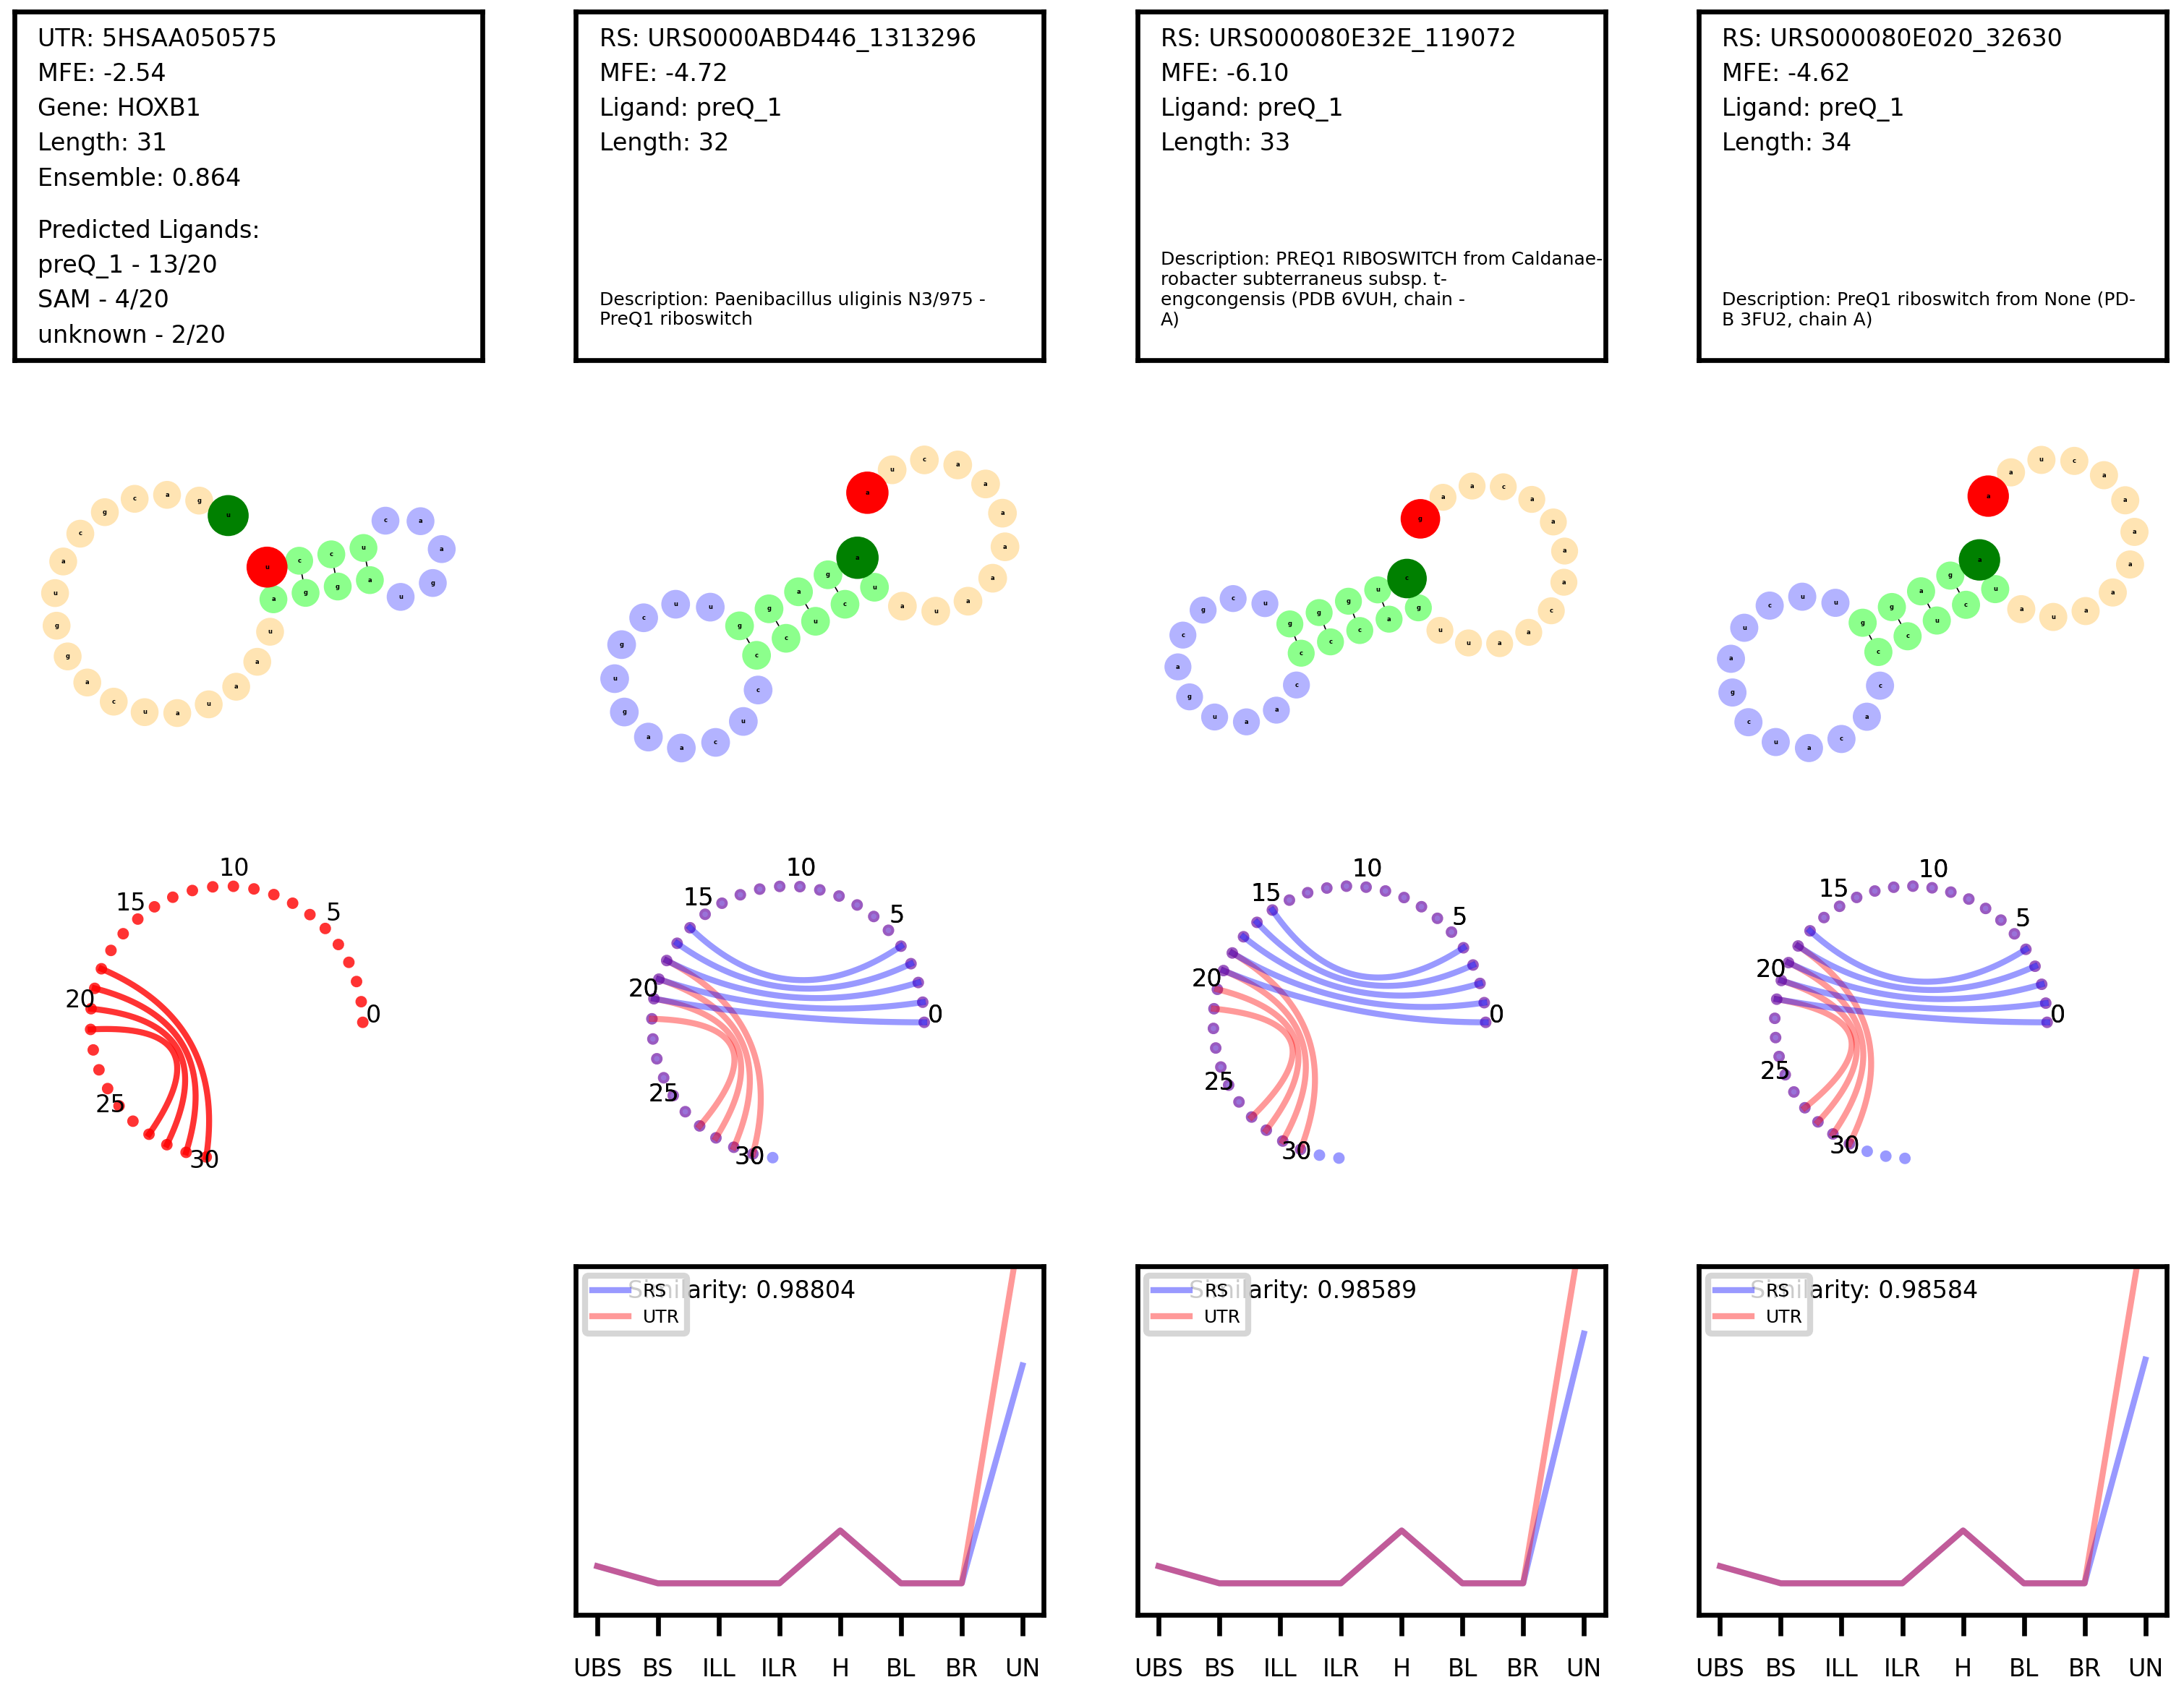 UTR: 5HSAA050575
MFE: -2.54
Gene: HOXB1
Length: 31
Ensemble: 0.864
Predicted Ligands:
preQ_1 - 13/20
SAM - 4/20
unknown - 2/20
RS: URS0000ABD446_1313296
MFE: -4.72
Ligand: preQ_1
Length: 32
Description: Paenibacillus uliginis N3/975 -
PreQ1 riboswitch
RS: URS000080E32E_119072
MFE: -6.10
Ligand: preQ_1
Length: 33
Description: PREQ1 RIBOSWITCH from Caldanae-
robacter subterraneus subsp. t-
engcongensis (PDB 6VUH, chain -
A)
RS: URS000080E020_32630
MFE: -4.62
Ligand: preQ_1
Length: 34
Description: PreQ1 riboswitch from None (PD-
B 3FU2, chain A)
0
5
10
15
20
25
30
0
5
10
15
20
25
30
0
5
10
15
20
25
30
0
5
10
15
20
25
30
Similarity: 0.98804
RS
UTR
UBS BS ILL ILR H BL BR UN
Similarity: 0.98589
RS
UTR
UBS BS ILL ILR H BL BR UN
Similarity: 0.98584
RS
UTR
UBS BS ILL ILR H BL BR UN